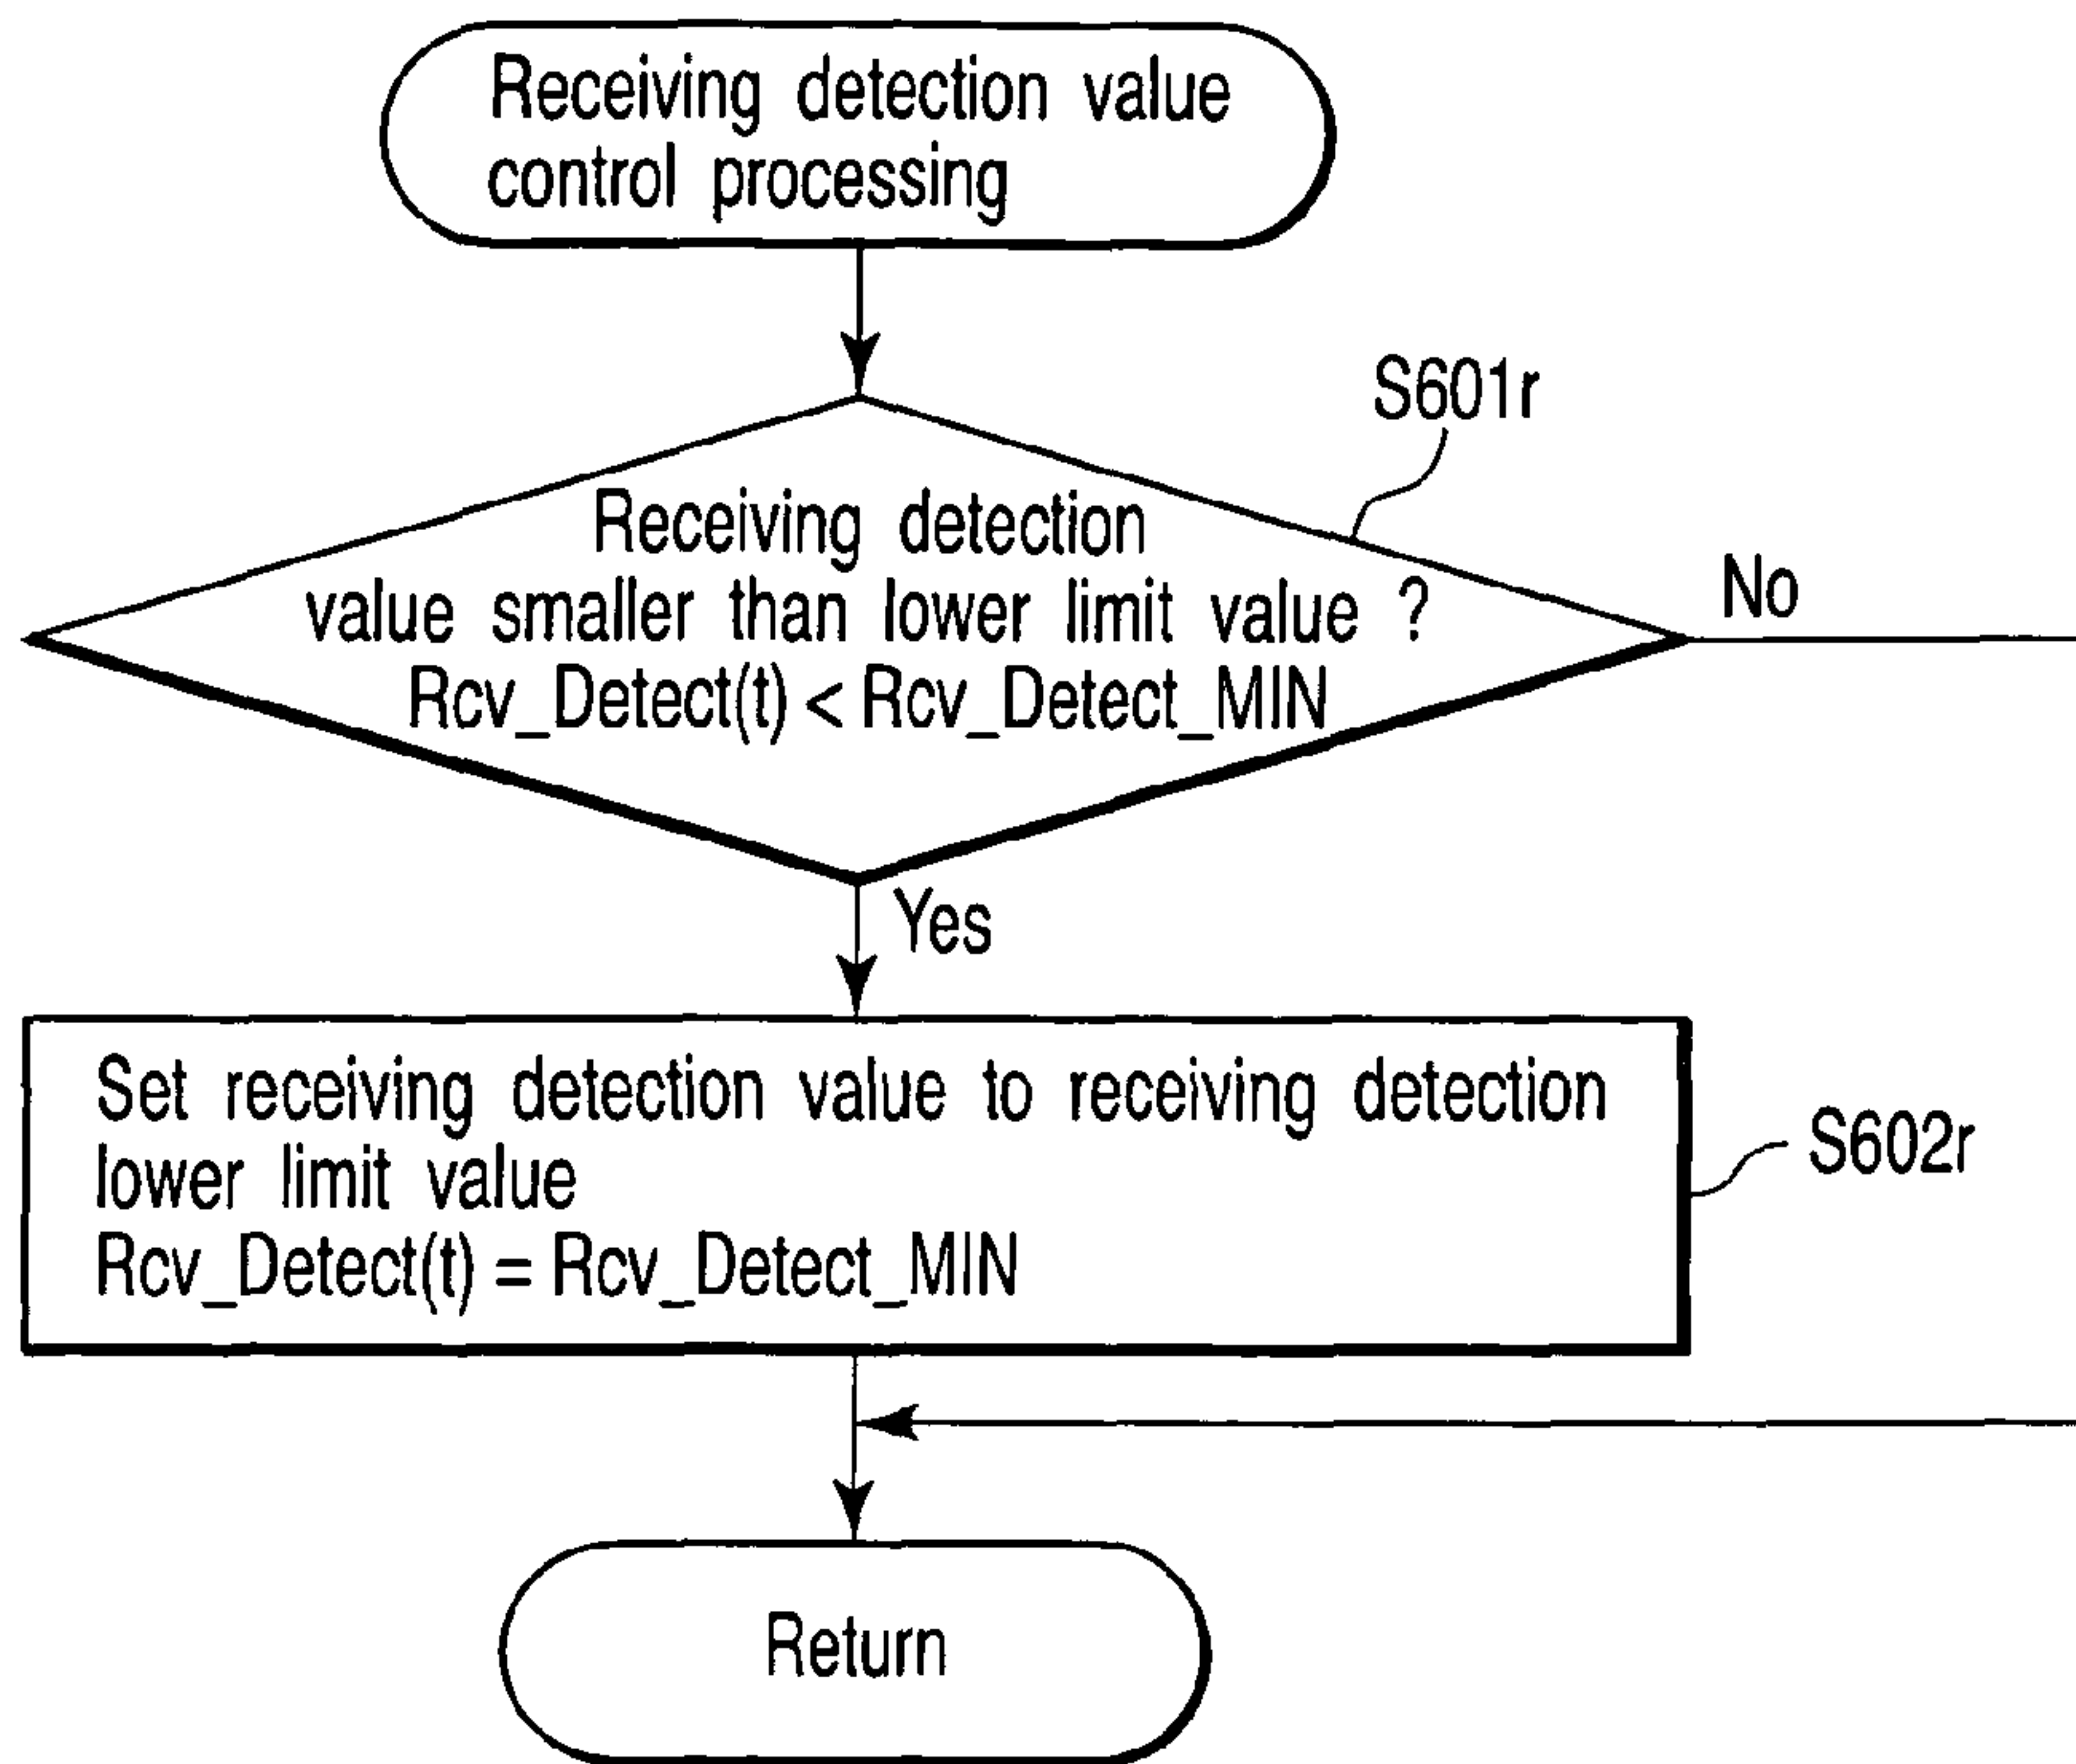 Receiving detection value
control processing
S601r
Receiving detection
value smaller than lower limit value ?
Rcv_Detect(t) < Rcv_Detect_MIN
No
Yes
Set receiving detection value to receiving detection
lower limit value
Rcv_Detect(t) = Rcv_Detect_MIN
S602r
Return